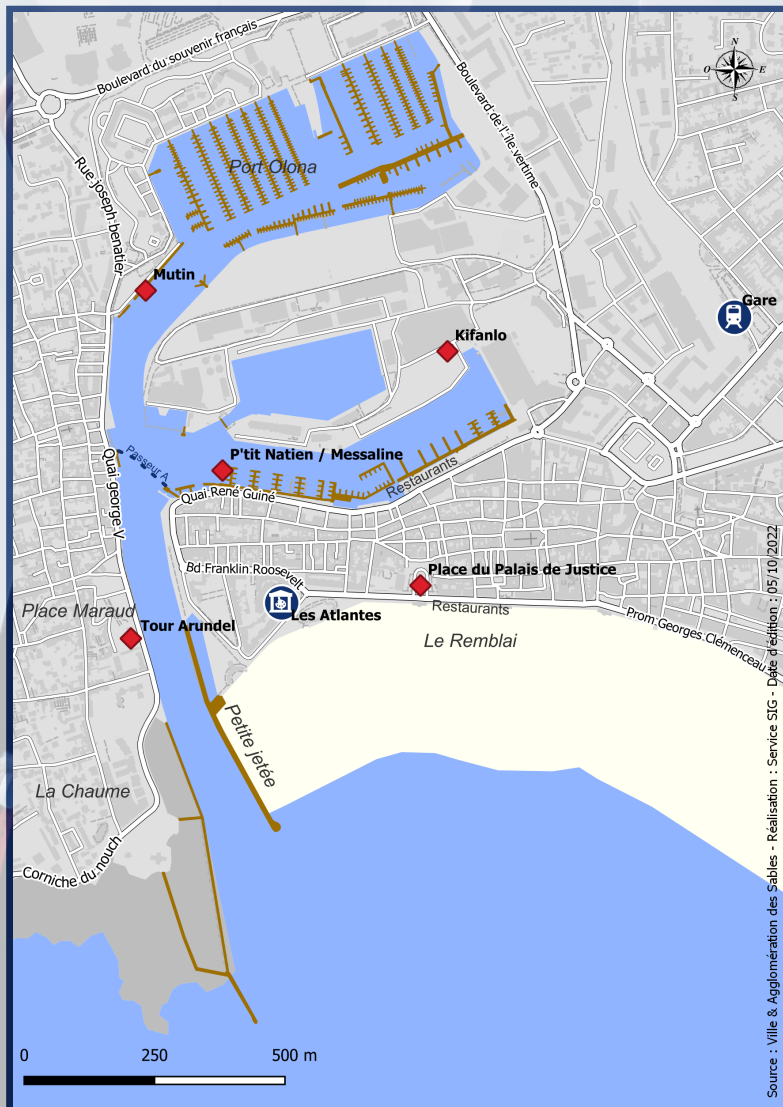 Boulevard du souvenir français
N
O
E
S
Boulevard de l'île vertime
Port Olona
Rue joseph benatier
Mutin
Gare
Kifanlo
Passeur A
P'tit Natien / Messaline
Restaurants
Quai george V
Quai René Guiné
Bd Franklin Roosevelt
Place du Palais de Justice
Place Maraud
Les Atlantes
Restaurants
Tour Arundel
Prom Georges Clémenceau
Le Remblai
Petite jetée
La Chaume
Corniche du nouch
0 250 500 m
Source : Ville & Agglomération des Sables - Réalisation : Service SIG - Date d'édition : 05/10/2022